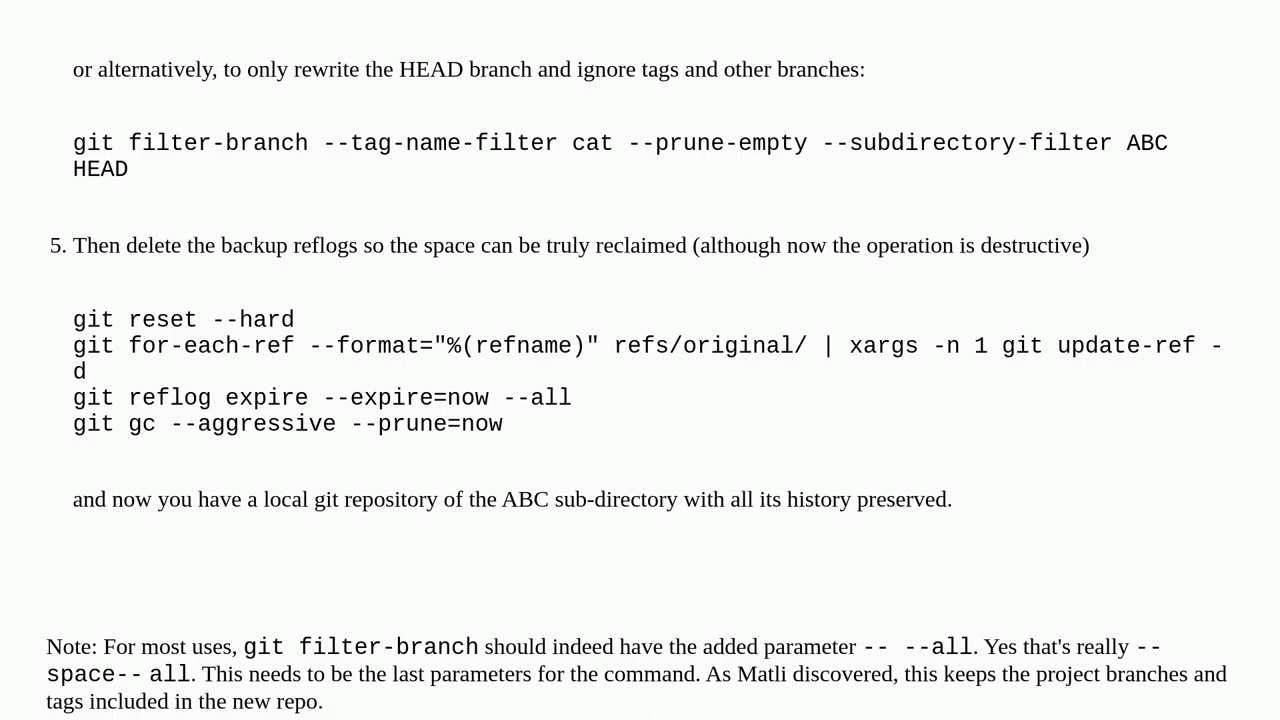 or alternatively, to only rewrite the HEAD branch and ignore tags and other branches:
git filter-branch --tag-name-filter cat --prune-empty --subdirectory-filter ABC
HEAD
5. Then delete the backup reflogs so the space can be truly reclaimed (although now the operation is destructive)
git reset --hard
git for-each-ref --format="%(refname)" refs/original/ | xargs -n 1 git update-ref -
d
git reflog expire --expire=now --all
git gc --aggressive --prune=now
and now you have a local git repository of the ABC sub-directory with all its history preserved.
Note: For most uses, git filter-branch should indeed have the added parameter -- --all. Yes that's really --
space-- all. This needs to be the last parameters for the command. As Matli discovered, this keeps the project branches and
tags included in the new repo.